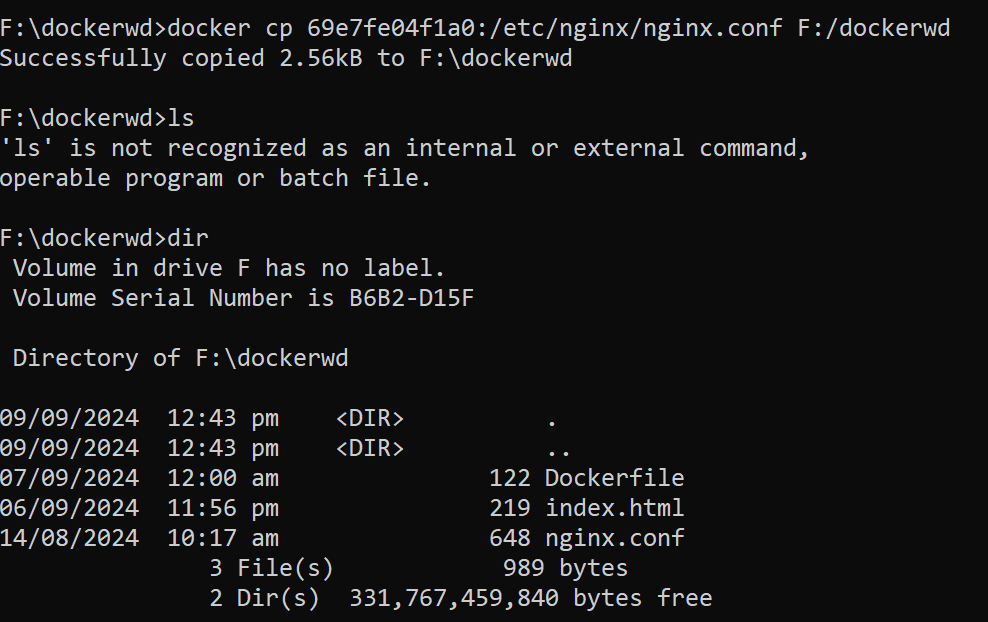 F:\dockerwd>docker cp 69e7fe04f1a0:/etc/nginx/nginx.conf F:/dockerwd
Successfully copied 2.56kB to F:\dockerwd
F:\dockerwd>ls
'ls' is not recognized as an internal or external command,
operable program or batch file.
F:\dockerwd>dir
 Volume in drive F has no label.
 Volume Serial Number is B6B2-D15F
 Directory of F:\dockerwd
09/09/2024  12:43 pm    <DIR>          .
09/09/2024  12:43 pm    <DIR>          ..
07/09/2024  12:00 am               122 Dockerfile
06/09/2024  11:56 pm               219 index.html
14/08/2024  10:17 am               648 nginx.conf
               3 File(s)            989 bytes
               2 Dir(s)  331,767,459,840 bytes free